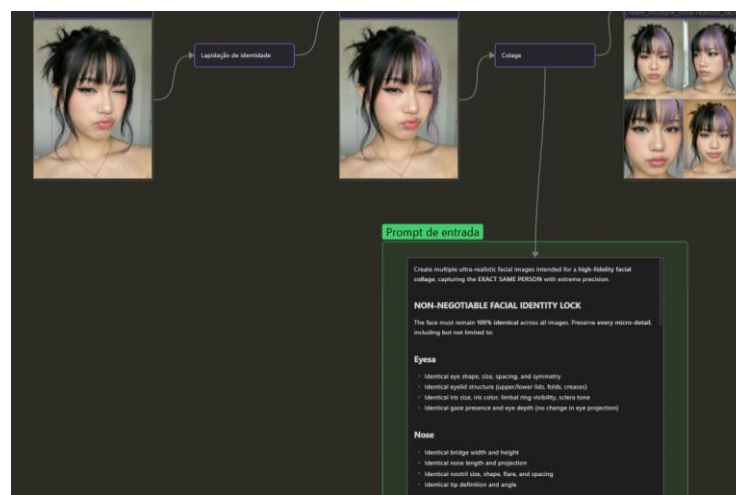 Lapidação de identidade
Colage
Prompt de entrada
Create multiple ultra-realistic facial images intended for a high-fidelity facial
collage, capturing the EXACT SAME PERSON with extreme precision.
NON-NEGOTIABLE FACIAL IDENTITY LOCK
The face must remain 100% identical across all images. Preserve every micro-detail,
including but not limited to:
Eyesa
Identical eye shape, size, spacing, and symmetry
Identical eyelid structure (upper/lower lids, folds, creases)
Identical iris size, iris color, limbal ring visibility, sclera tone
Identical gaze presence and eye depth (no change in eye projection)
Nose
Identical bridge width and height
Identical nose length and projection
Identical nostril size, shape, flare, and spacing
Identical tip definition and angle